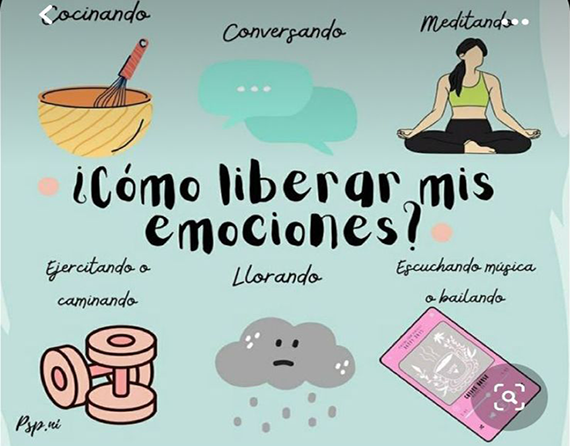 Cocinando
Conversando
Meditando
¿Cómo liberar mis
emociones?
Ejercitando o
caminando
Llorando
Escuchando música
o bailando
Psp.ni